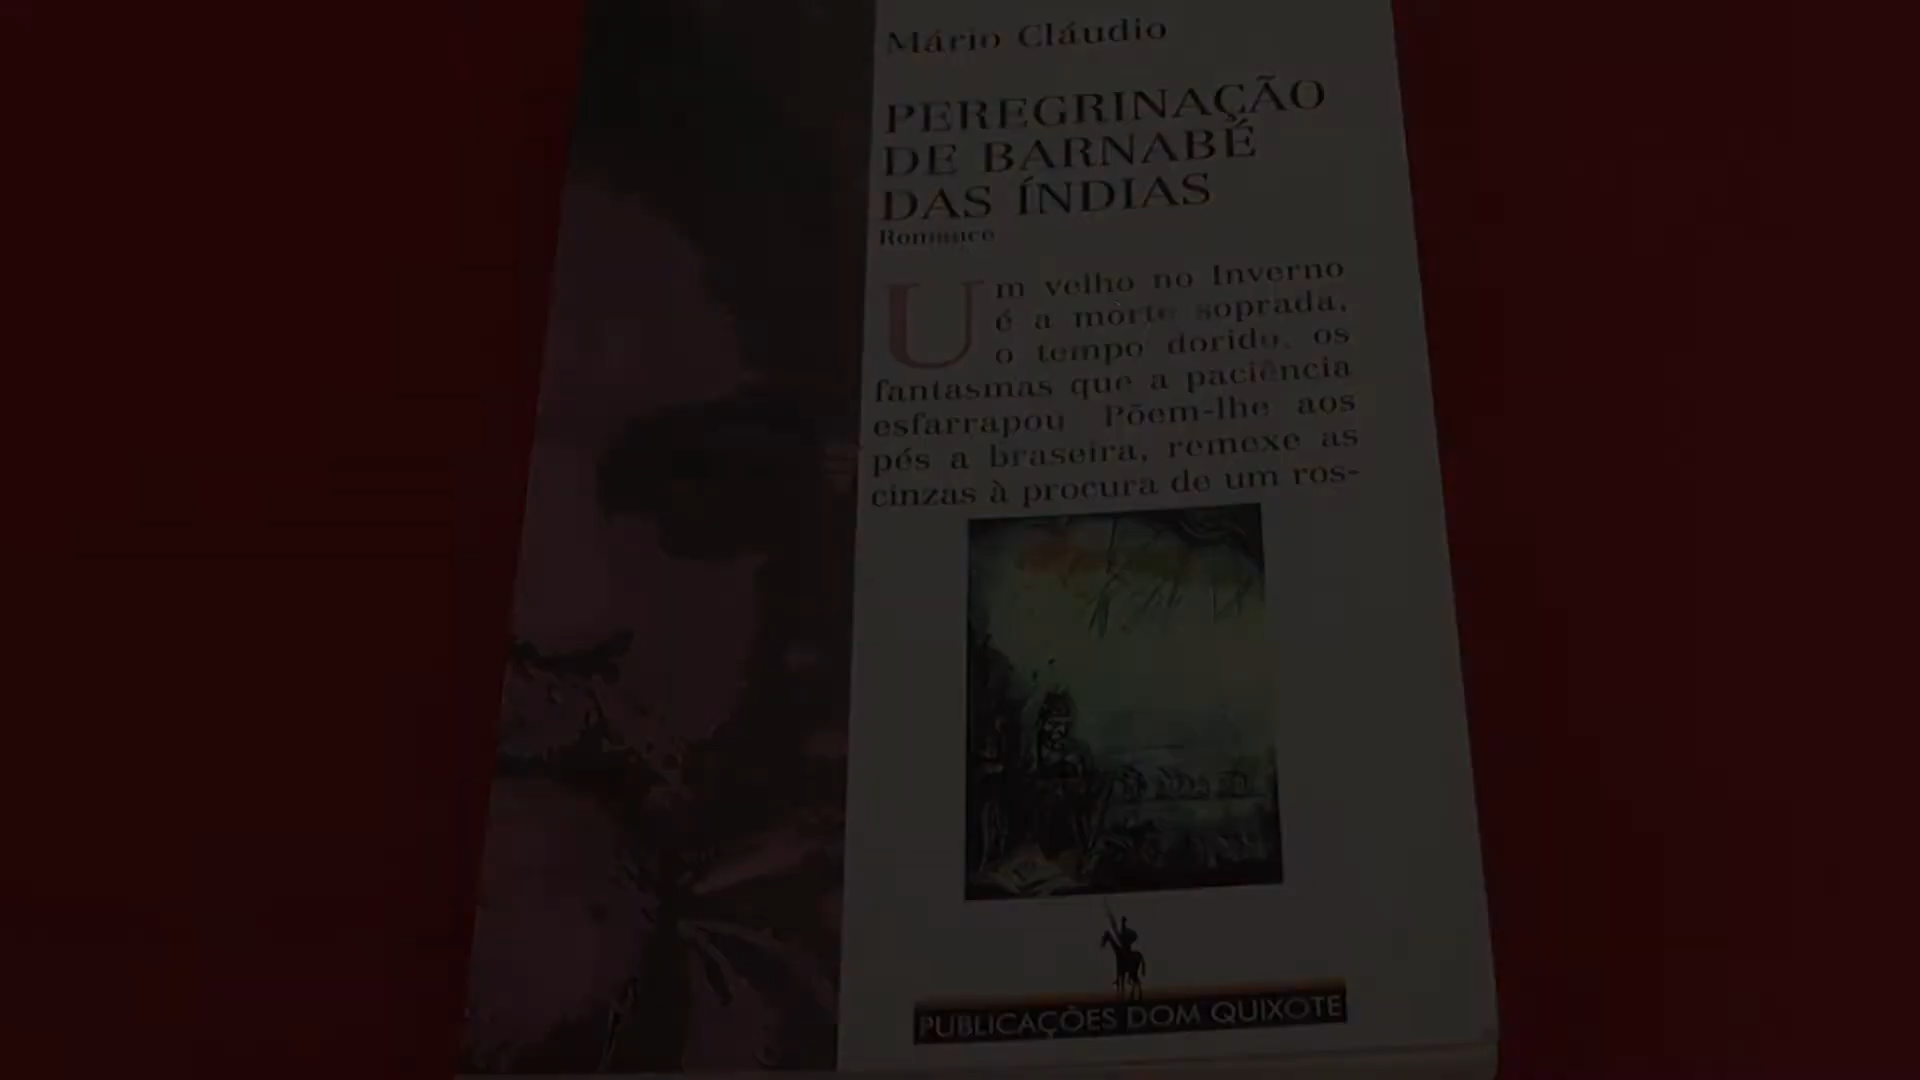 Mário Cláudio
PEREGRINAÇÃO
DE BARNABÉ
DAS ÍNDIAS
Romance
Um velho no Inverno
é a morte soprada,
o tempo dorido, os
fantasmas que a paciência
esfarrapou Põem-lhe aos
pés a braseira, remexe as
cinzas à procura de um ros-
PUBLICAÇÕES DOM QUIXOTE